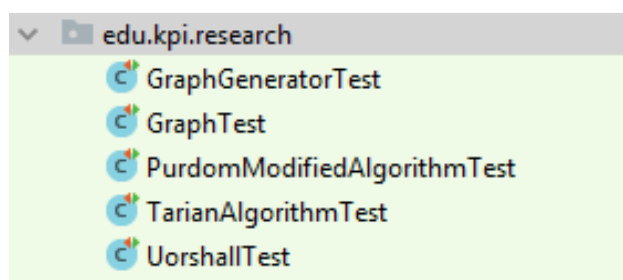 edu.kpi.research
GraphGeneratorTest
GraphTest
PurdomModifiedAlgorithmTest
TarianAlgorithmTest
UorshallTest